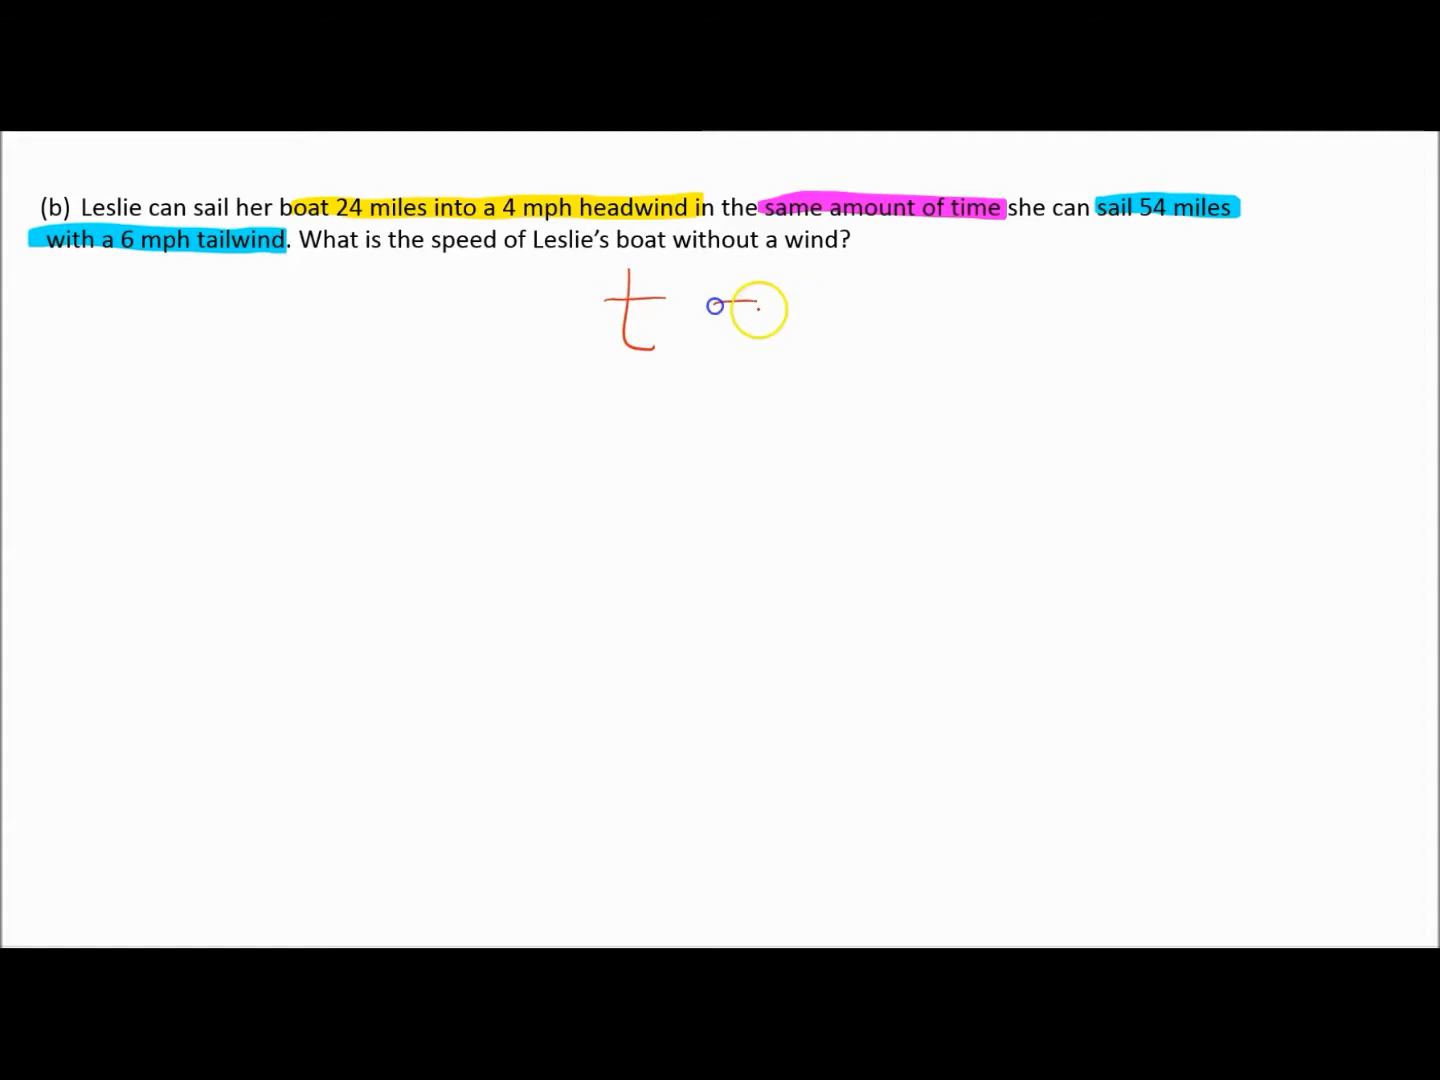 (b) Leslie can sail her boat 24 miles into a 4 mph headwind in the same amount of time she can sail 54 miles
with a 6 mph tailwind. What is the speed of Leslie’s boat without a wind?
t